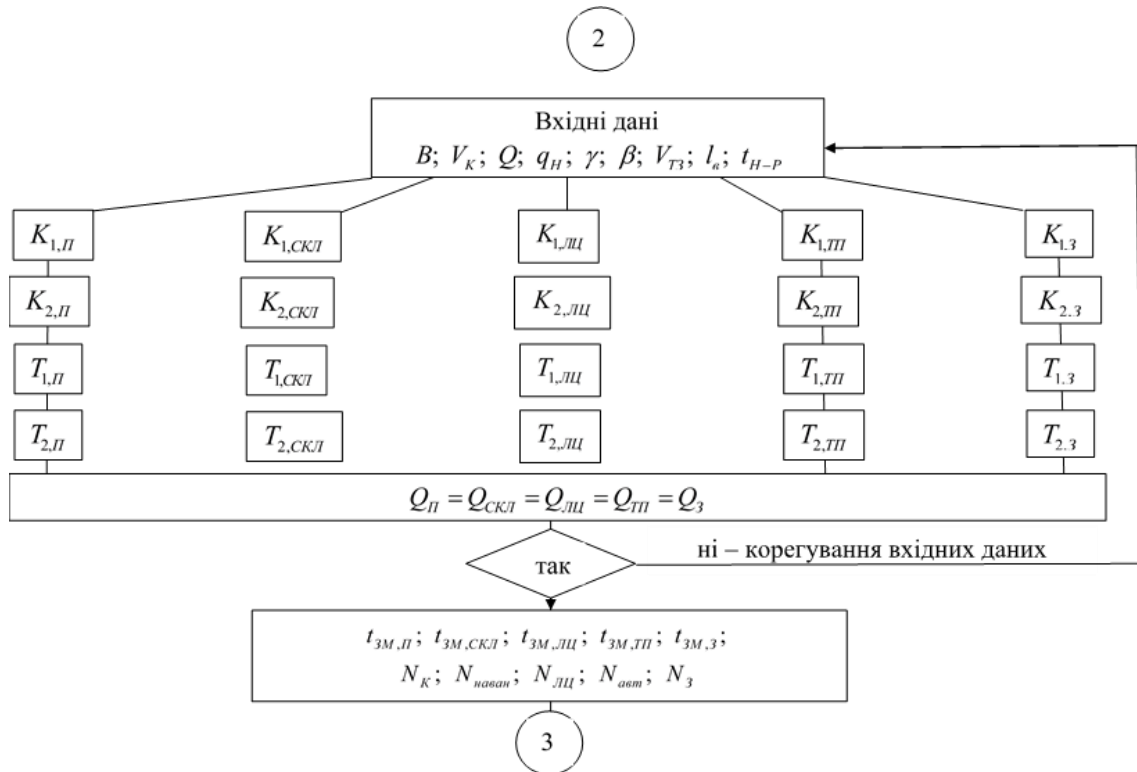 2
Вхідні дані
B; V_К; Q; q_Н; γ; β; V_ТЗ; l_в; t_Н–Р
K_1,П K_1,СКЛ K_1,ЛЦ K_1,ТП K_1.З
K_2,П K_2,СКЛ K_2,ЛЦ K_2,ТП K_2.З
T_1,П T_1,СКЛ T_1,ЛЦ T_1,ТП T_1.З
T_2,П T_2,СКЛ T_2,ЛЦ T_2,ТП T_2.З
Q_П = Q_СКЛ = Q_ЛЦ = Q_ТП = Q_З
так
ні – корегування вхідних даних
t_ЗМ,П; t_ЗМ,СКЛ; t_ЗМ,ЛЦ; t_ЗМ,ТП; t_ЗМ,З;
N_К; N_наван; N_ЛЦ; N_авт; N_З
3